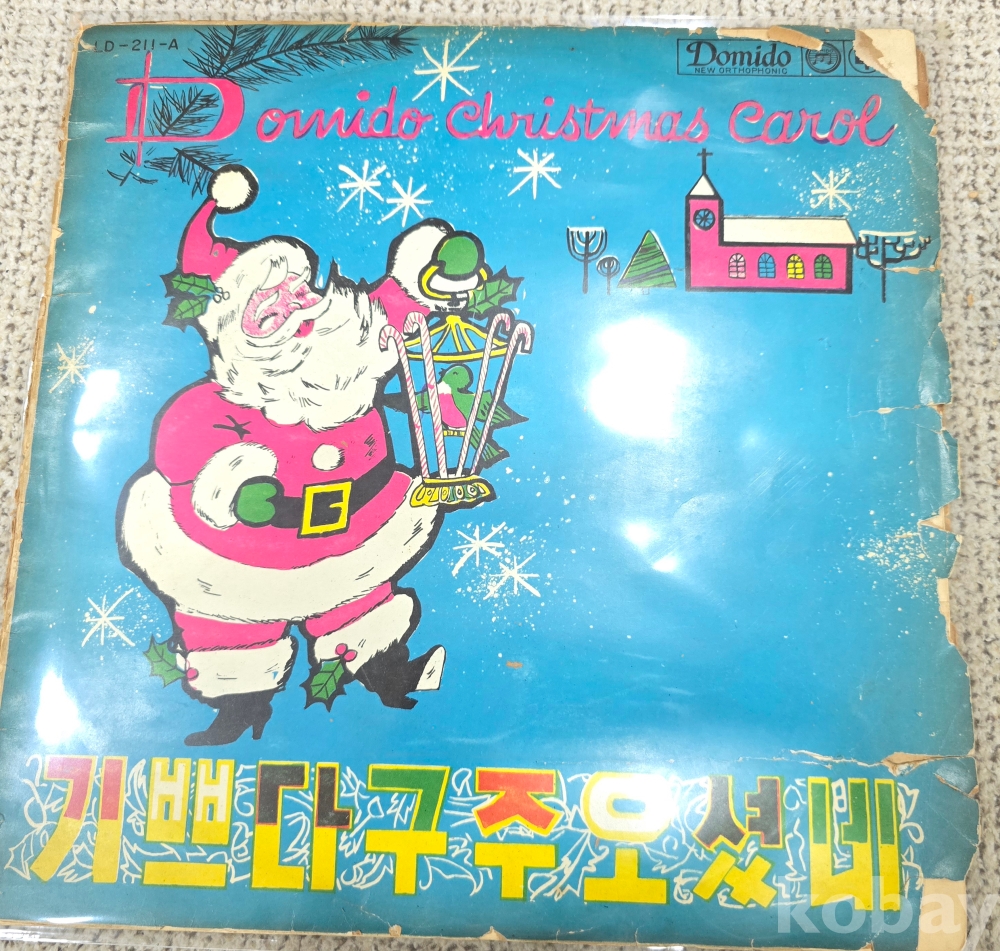 LD-211-A
Domido
NEW ORTHOPHONIC
Domido Christmas Carol
기쁘다구주오셨네
kobay